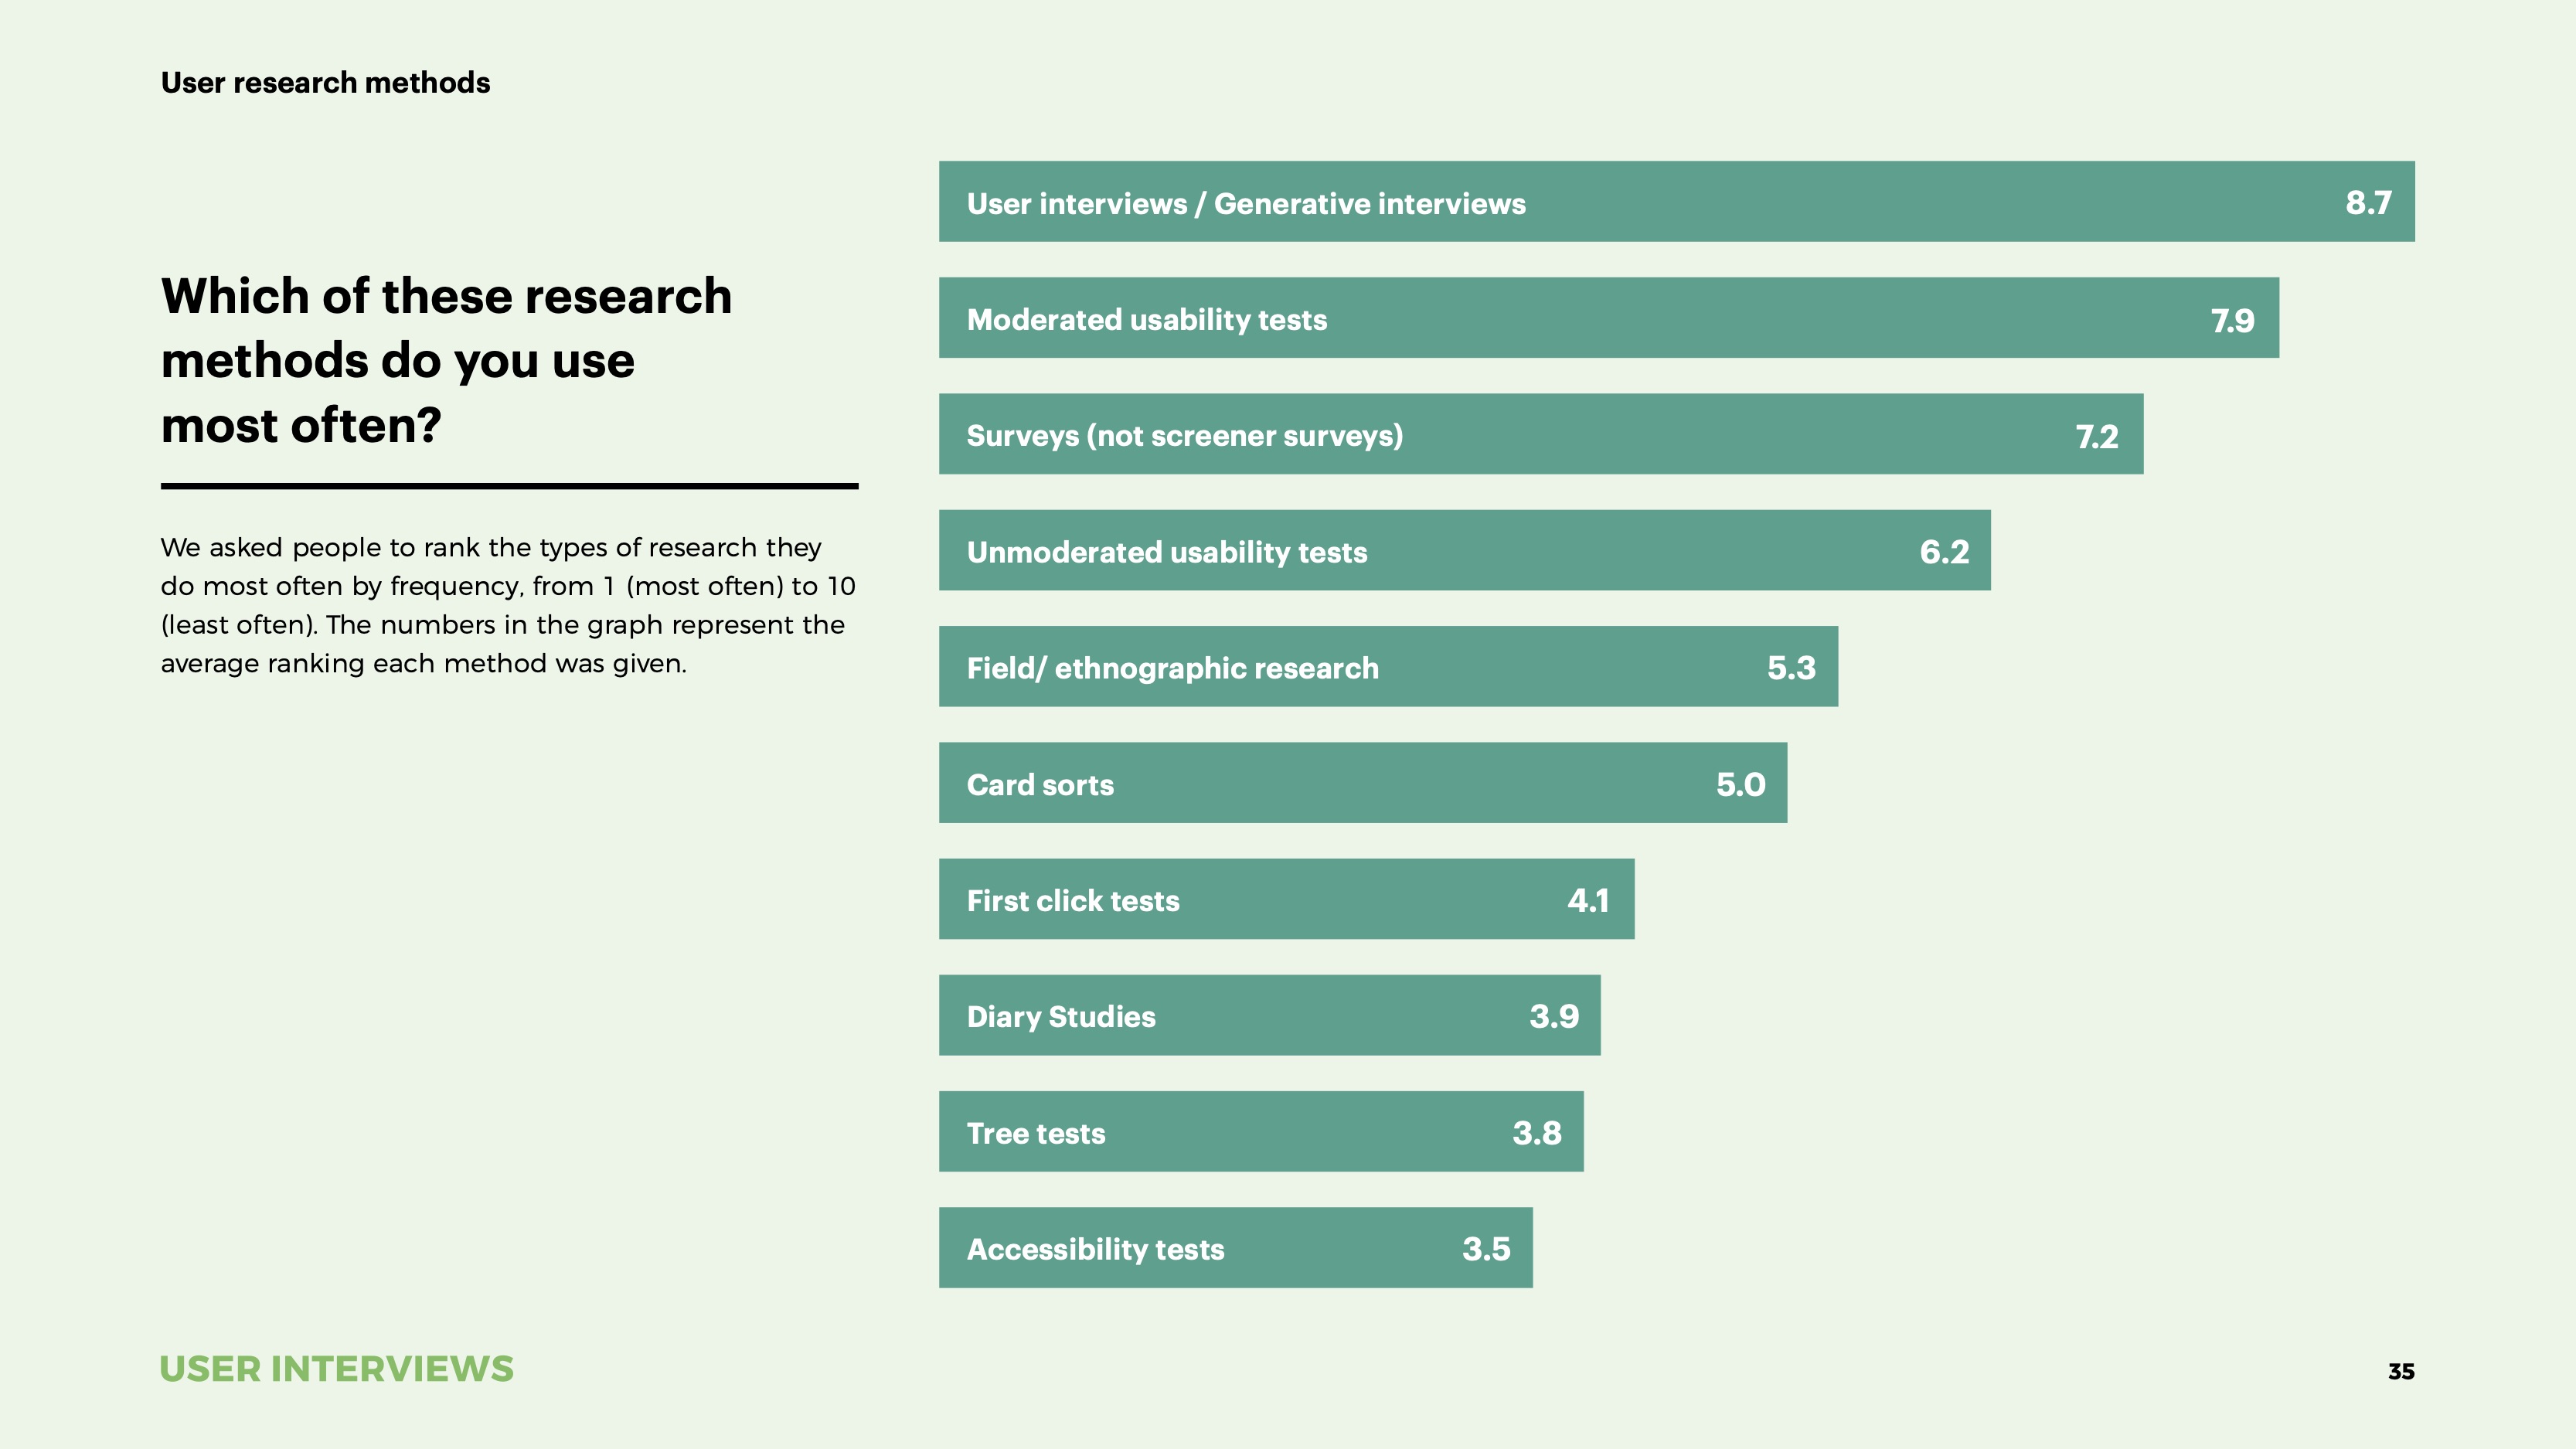 User research methods
Which of these research
methods do you use
most often?
We asked people to rank the types of research they
do most often by frequency, from 1 (most often) to 10
(least often). The numbers in the graph represent the
average ranking each method was given.
User interviews / Generative interviews 8.7
Moderated usability tests 7.9
Surveys (not screener surveys) 7.2
Unmoderated usability tests 6.2
Field/ ethnographic research 5.3
Card sorts 5.0
First click tests 4.1
Diary Studies 3.9
Tree tests 3.8
Accessibility tests 3.5
USER INTERVIEWS
35